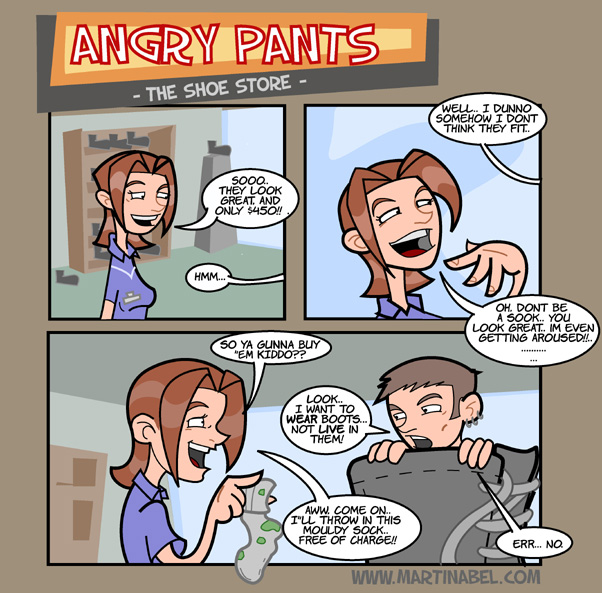 ANGRY PANTS
- THE SHOE STORE -
SOOO..
THEY LOOK
GREAT. AND
ONLY $450!!
HMM...
WELL.. I DUNNO
SOMEHOW I DONT
THINK THEY FIT..
OH. DONT BE
A SOOK.. YOU
LOOK GREAT. IM EVEN
GETTING AROUSED!!..
..........
...
SO YA GUNNA BUY
"EM KIDDO??
LOOK..
I WANT TO
WEAR BOOTS...
NOT LIVE IN
THEM!
AWW. COME ON..
I"LL THROW IN THIS
MOULDY SOCK..
FREE OF CHARGE!!
ERR... NO.
WWW.MARTINABEL.COM